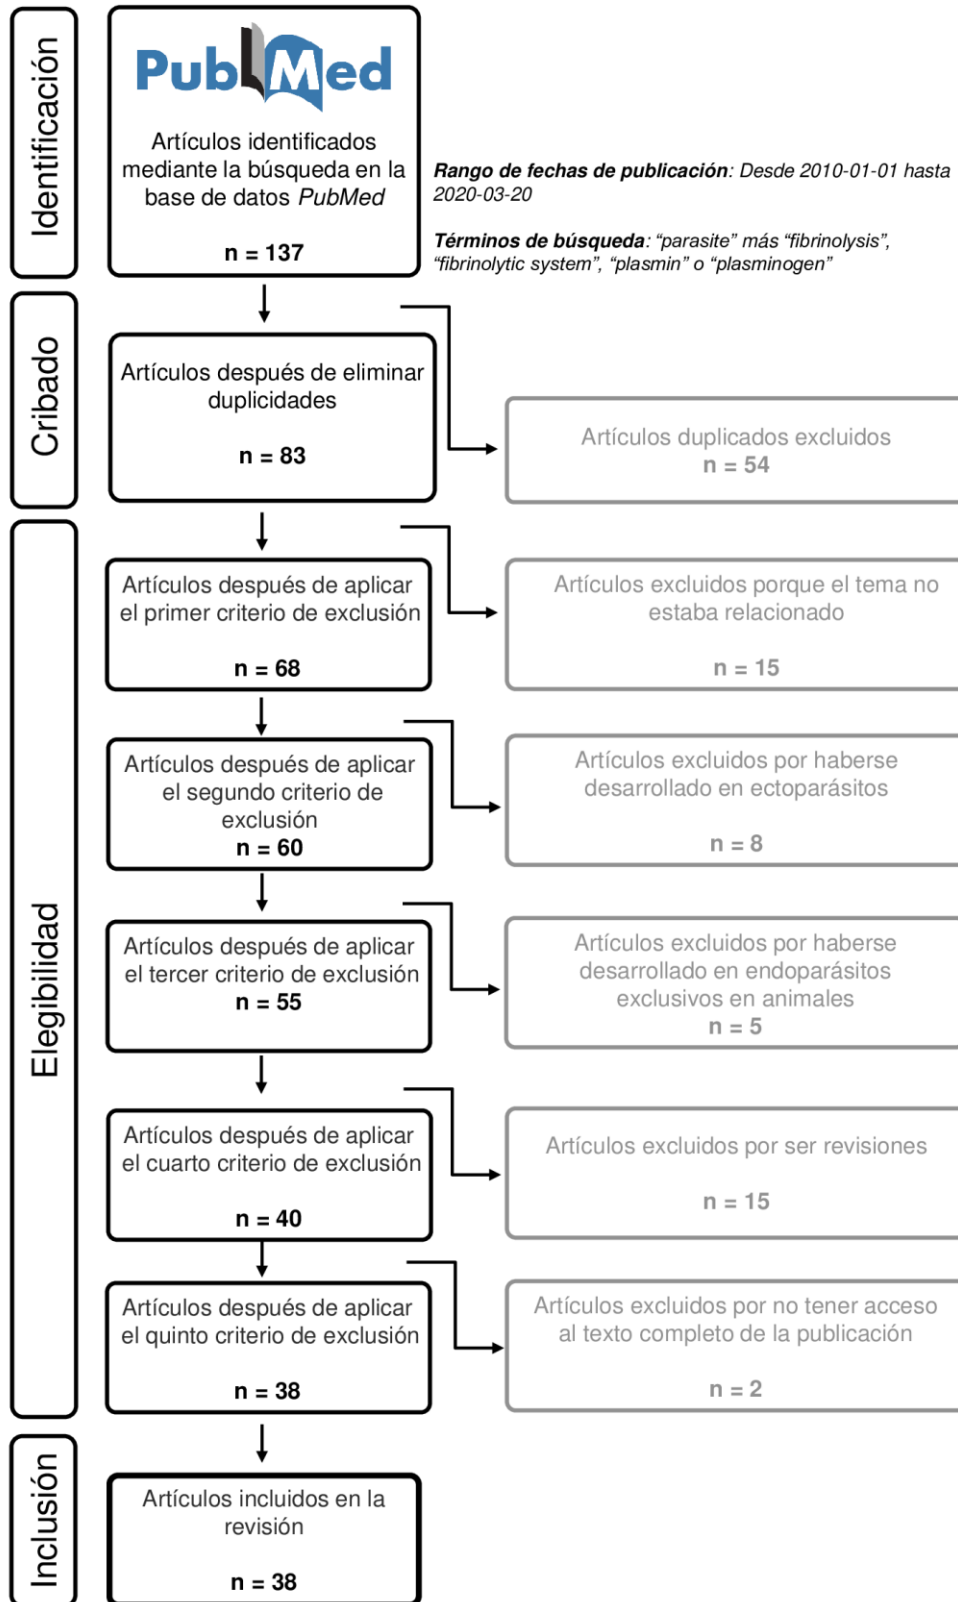 Identificación
PubMed
Artículos identificados
mediante la búsqueda en la
base de datos PubMed
n = 137
Rango de fechas de publicación: Desde 2010-01-01 hasta
2020-03-20
Términos de búsqueda: “parasite” más “fibrinolysis”,
“fibrinolytic system”, “plasmin” o “plasminogen”
Cribado
Artículos después de eliminar
duplicidades
n = 83
Artículos duplicados excluidos
n = 54
Elegibilidad
Artículos después de aplicar
el primer criterio de exclusión
n = 68
Artículos excluidos porque el tema no
estaba relacionado
n = 15
Artículos después de aplicar
el segundo criterio de
exclusión
n = 60
Artículos excluidos por haberse
desarrollado en ectoparásitos
n = 8
Artículos después de aplicar
el tercer criterio de exclusión
n = 55
Artículos excluidos por haberse
desarrollado en endoparásitos
exclusivos en animales
n = 5
Artículos después de aplicar
el cuarto criterio de exclusión
n = 40
Artículos excluidos por ser revisiones
n = 15
Artículos después de aplicar
el quinto criterio de exclusión
n = 38
Artículos excluidos por no tener acceso
al texto completo de la publicación
n = 2
Inclusión
Artículos incluidos en la
revisión
n = 38